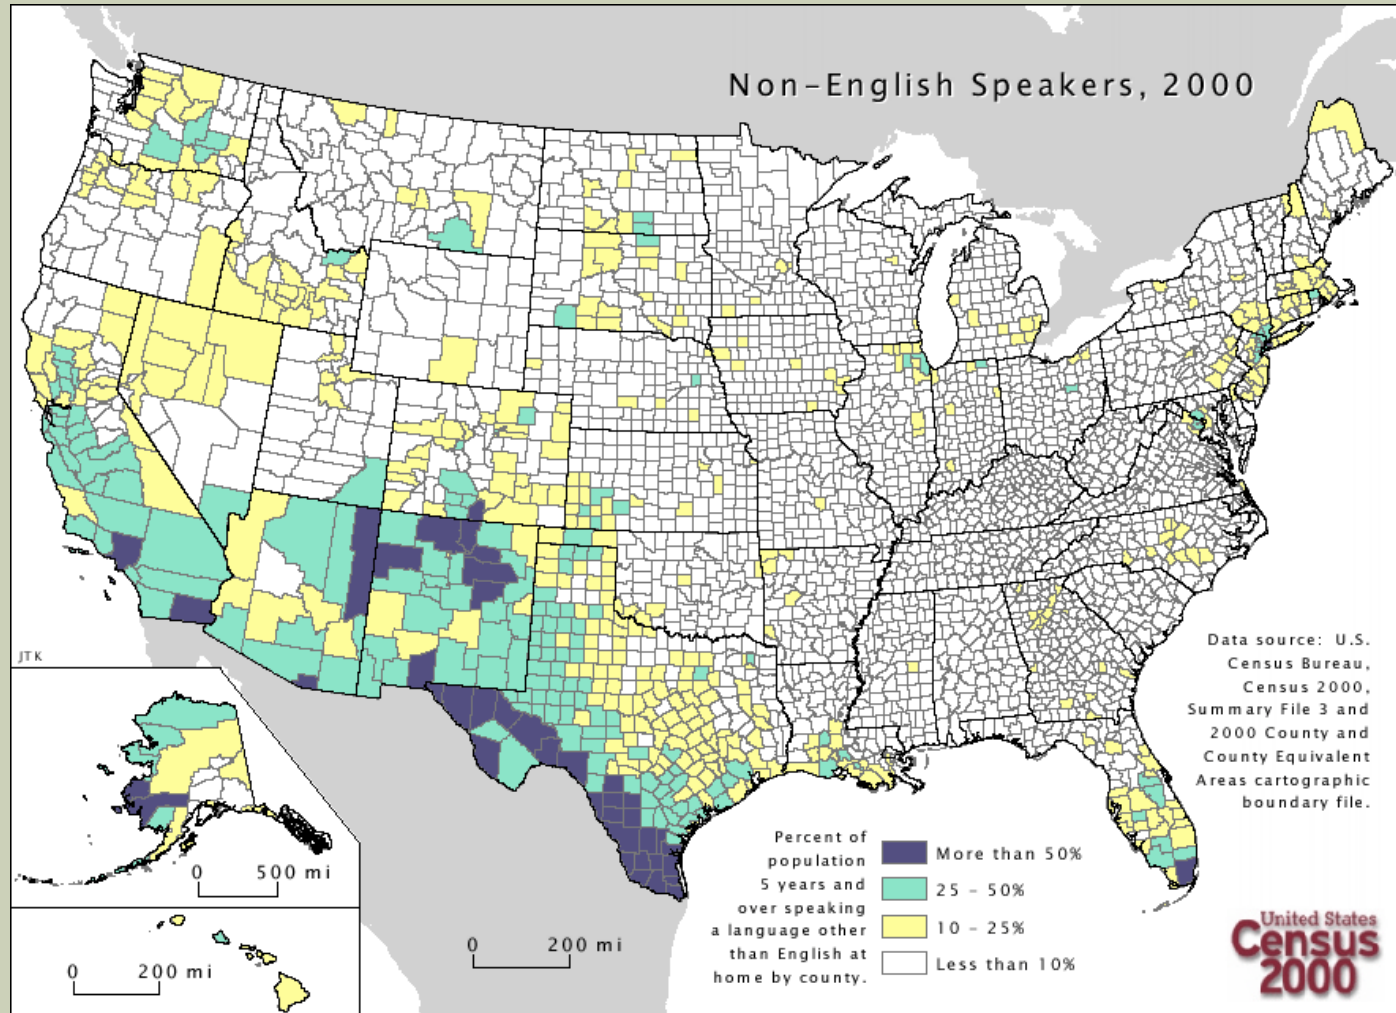 Non-English Speakers, 2000
JTK
Data source: U.S.
Census Bureau,
Census 2000,
Summary File 3 and
2000 County and
County Equivalent
Areas cartographic
boundary file.
0 500 mi
0 200 mi
0 200 mi
Percent of
population
5 years and
over speaking
a language other
than English at
home by county.
More than 50%
25 - 50%
10 - 25%
Less than 10%
United States
Census
2000